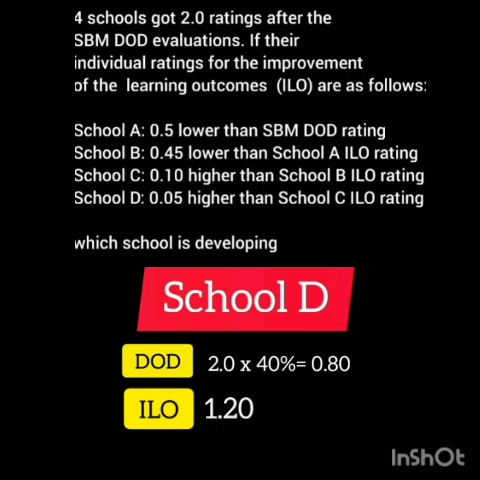 4 schools got 2.0 ratings after the
SBM DOD evaluations. If their
individual ratings for the improvement
of the learning outcomes (ILO) are as follows:
School A: 0.5 lower than SBM DOD rating
School B: 0.45 lower than School A ILO rating
School C: 0.10 higher than School B ILO rating
School D: 0.05 higher than School C ILO rating
which school is developing
School D
DOD 2.0 x 40%= 0.80
ILO 1.20
InShOt